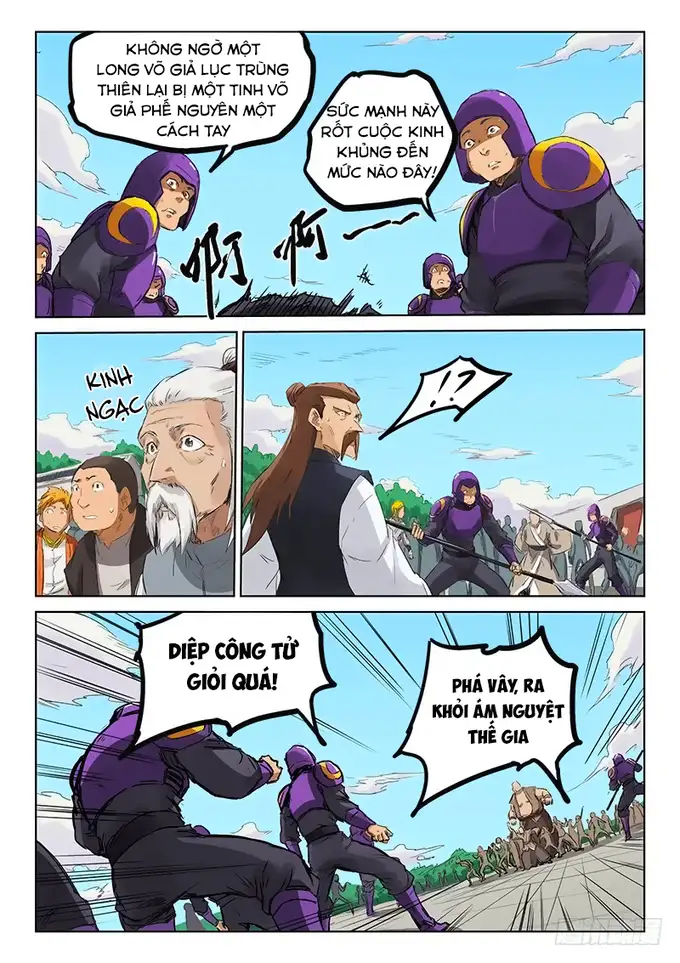 KHÔNG NGỜ MỘT
LONG VÕ GIẢ LỤC TRÙNG
THIÊN LẠI BỊ MỘT TINH VÕ
GIẢ PHẾ NGUYÊN MỘT
CÁCH TAY
SỨC MẠNH NÀY
RỐT CUỘC KINH
KHỦNG ĐẾN
MỨC NÀO ĐÂY!
啊 啊——
KINH
NGẠC
!?
DIỆP CÔNG TỬ
GIỎI QUÁ!
PHÁ VÂY, RA
KHỎI ÁM NGUYỆT
THẾ GIA